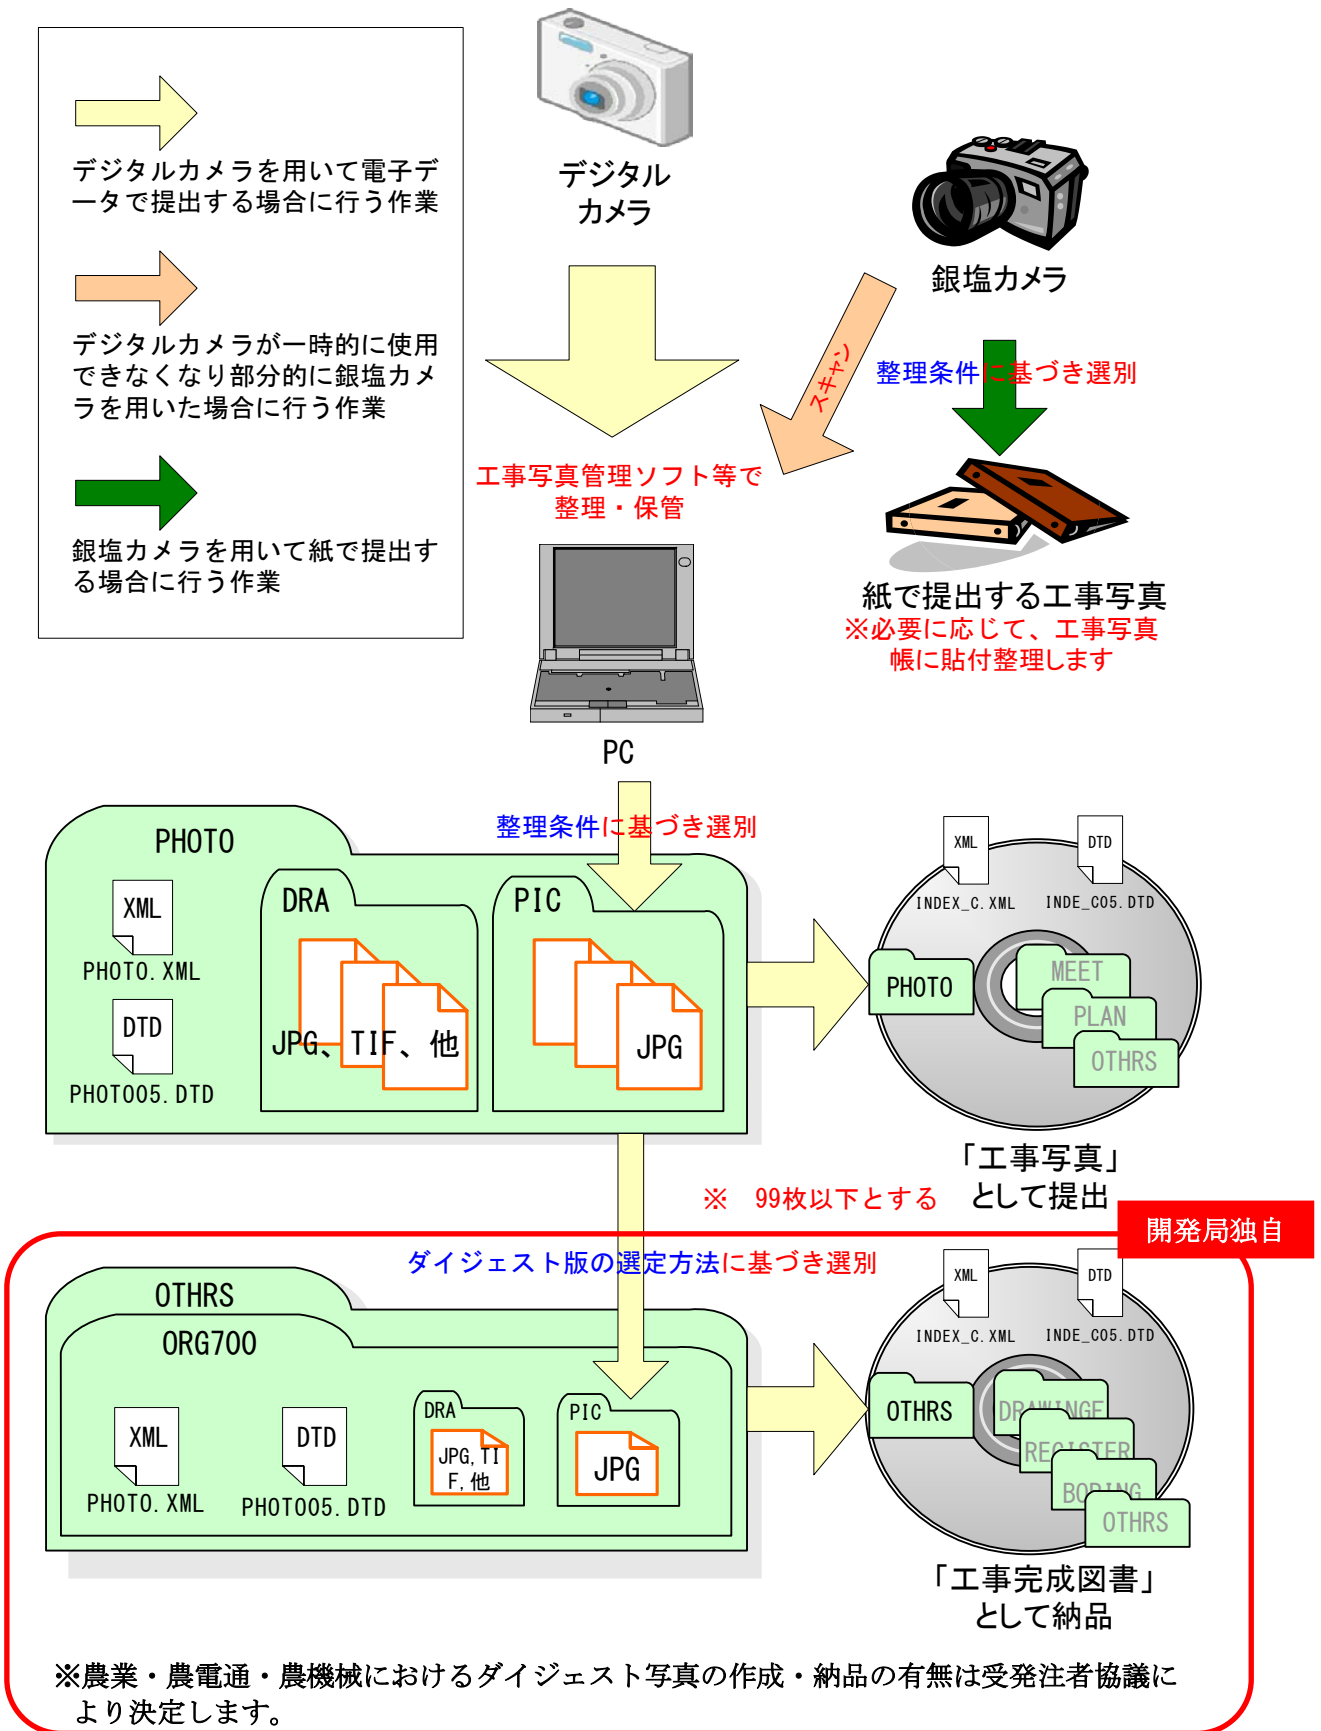 デジタルカメラを用いて電子デ
ータで提出する場合に行う作業
デジタルカメラが一時的に使用
できなくなり部分的に銀塩カメ
ラを用いた場合に行う作業
銀塩カメラを用いて紙で提出す
る場合に行う作業
デジタル
カメラ
銀塩カメラ
スキャン
整理条件に基づき選別
工事写真管理ソフト等で
整理・保管
紙で提出する工事写真
※必要に応じて、工事写真
帳に貼付整理します
PC
整理条件に基づき選別
PHOTO
XML
PHOTO.XML
DTD
PHOTO05.DTD
DRA
JPG、TIF、他
PIC
JPG
XML
INDEX_C.XML
DTD
INDE_C05.DTD
PHOTO
MEET
PLAN
OTHRS
「工事写真」
として提出
※ 99枚以下とする
開発局独自
ダイジェスト版の選定方法に基づき選別
OTHRS
ORG700
XML
PHOTO.XML
DTD
PHOTO05.DTD
DRA
JPG,TI
F,他
PIC
JPG
XML
INDEX_C.XML
DTD
INDE_C05.DTD
OTHRS
DRAWINGF
REGISTER
BORING
OTHRS
「工事完成図書」
として納品
※農業・農電通・農機械におけるダイジェスト写真の作成・納品の有無は受発注者協議に
より決定します。